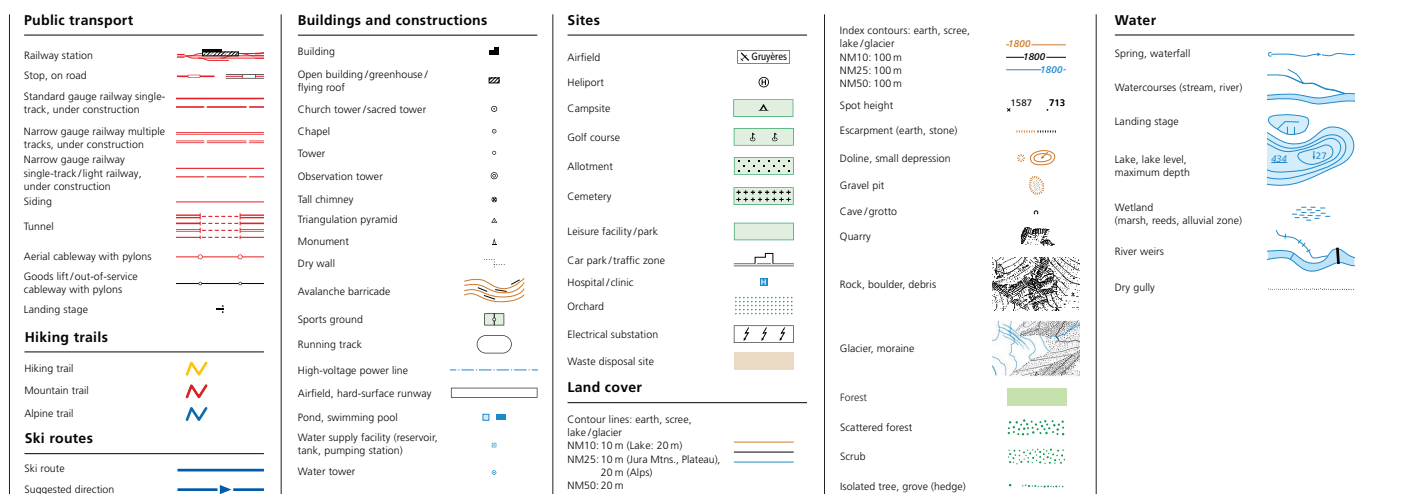 Public transport
Railway station
Stop, on road
Standard gauge railway single-
track, under construction
Narrow gauge railway multiple
tracks, under construction
Narrow gauge railway
single-track/light railway,
under construction
Siding
Tunnel
Aerial cableway with pylons
Goods lift/out-of-service
cableway with pylons
Landing stage
Hiking trails
Hiking trail
Mountain trail
Alpine trail
Ski routes
Ski route
Suggested direction
Buildings and constructions
Building
Open building/greenhouse/
flying roof
Church tower/sacred tower
Chapel
Tower
Observation tower
Tall chimney
Triangulation pyramid
Monument
Dry wall
Avalanche barricade
Sports ground
Running track
High-voltage power line
Airfield, hard-surface runway
Pond, swimming pool
Water supply facility (reservoir,
tank, pumping station)
Water tower
Sites
Airfield
Gruyères
Heliport
H
Campsite
Golf course
Allotment
Cemetery
Leisure facility/park
Car park/traffic zone
Hospital/clinic
H
Orchard
Electrical substation
Waste disposal site
Land cover
Contour lines: earth, scree,
lake/glacier
NM10: 10 m (Lake: 20 m)
NM25: 10 m (Jura Mtns., Plateau),
20 m (Alps)
NM50: 20 m
Index contours: earth, scree,
lake/glacier
NM10: 100 m
NM25: 100 m
NM50: 100 m
1800
1800
1800
Spot height
1587 .713
Escarpment (earth, stone)
Doline, small depression
Gravel pit
Cave/grotto
Quarry
Rock, boulder, debris
Glacier, moraine
Forest
Scattered forest
Scrub
Isolated tree, grove (hedge)
Water
Spring, waterfall
Watercourses (stream, river)
Landing stage
Lake, lake level,
maximum depth
434 27
Wetland
(marsh, reeds, alluvial zone)
River weirs
Dry gully